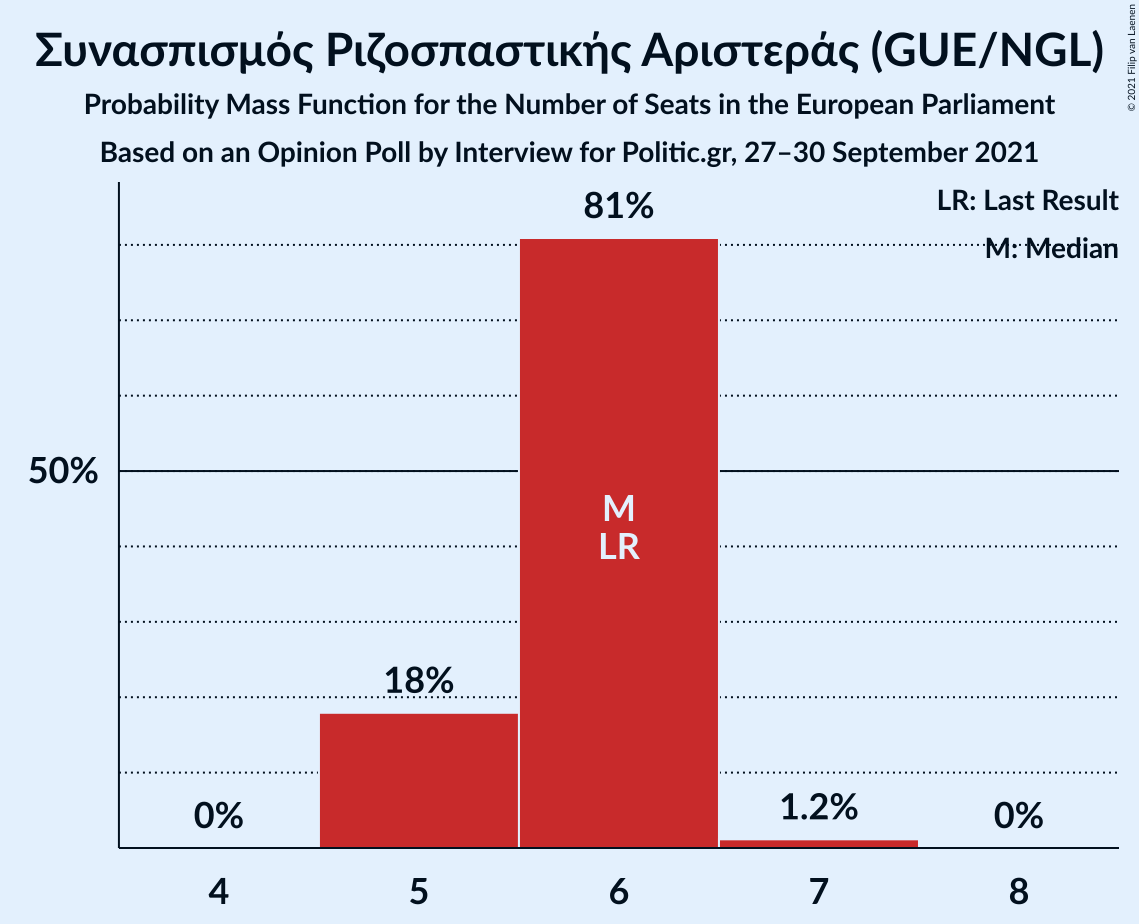 Συνασπισμός Ριζοσπαστικής Αριστεράς (GUE/NGL)
Probability Mass Function for the Number of Seats in the European Parliament
Based on an Opinion Poll by Interview for Politic.gr, 27–30 September 2021
© 2021 Filip van Laenen
LR: Last Result
M: Median
81%
50%
M
LR
18%
0%
1.2%
0%
4
5
6
7
8